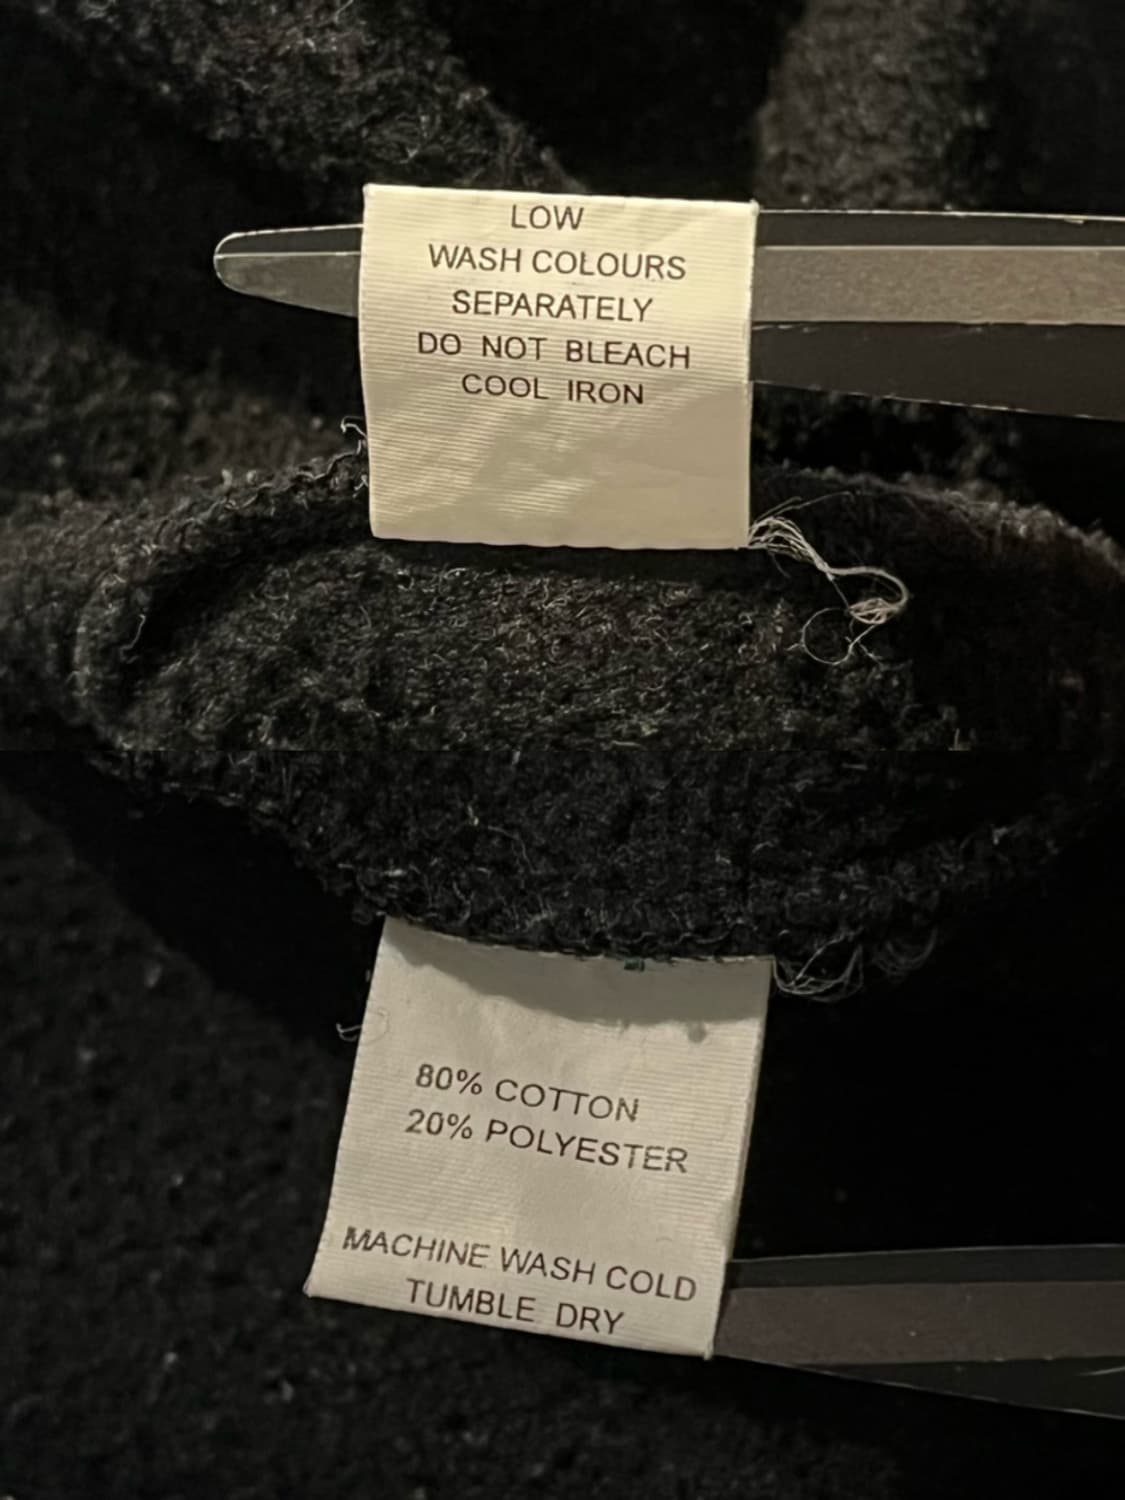 LOW
WASH COLOURS
SEPARATELY
DO NOT BLEACH
COOL IRON
80% COTTON
20% POLYESTER
MACHINE WASH COLD
TUMBLE DRY